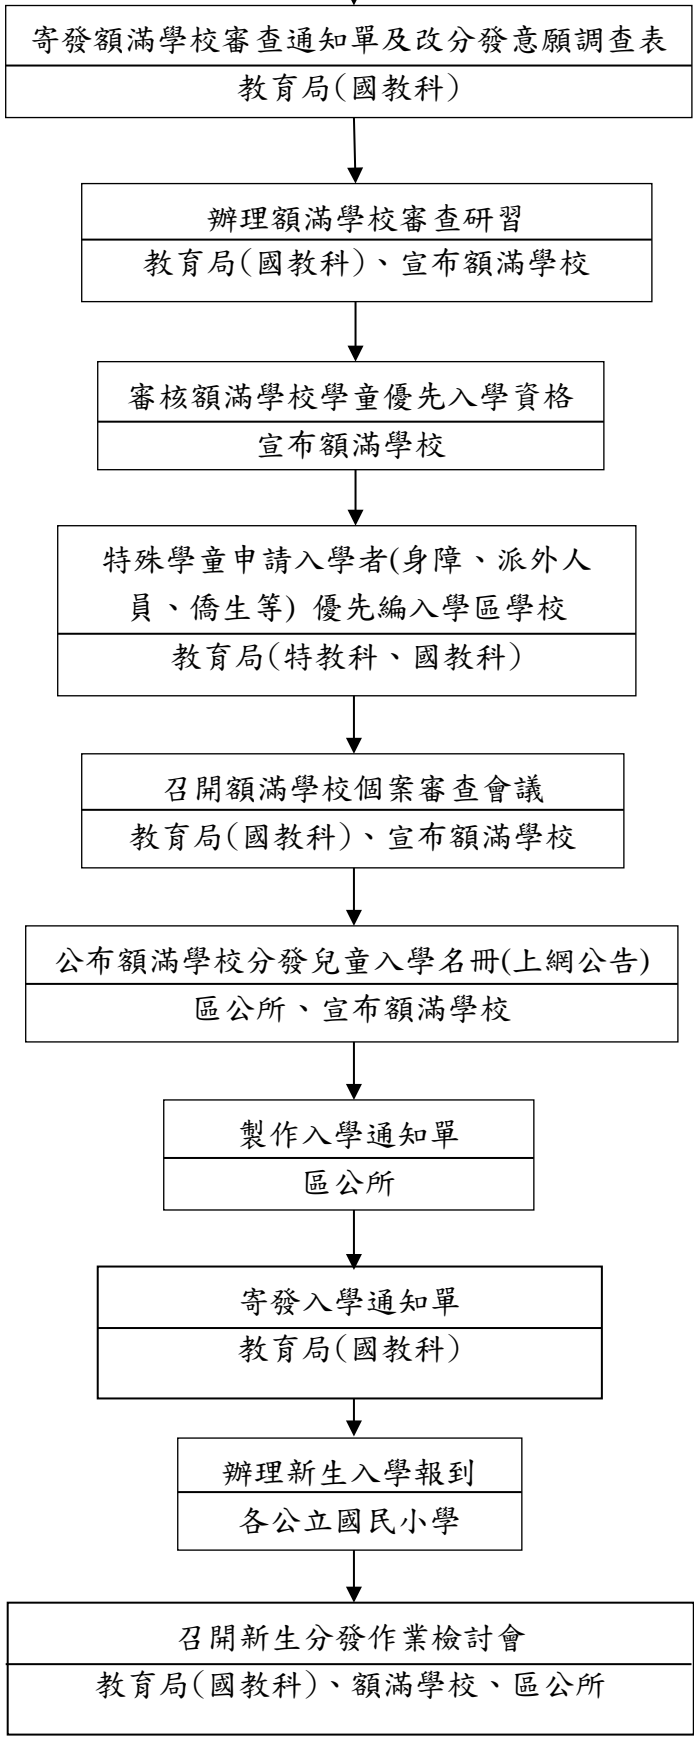 寄發額滿學校審查通知單及改分發意願調查表
教育局(國教科)
辦理額滿學校審查研習
教育局(國教科)、宣布額滿學校
審核額滿學校學童優先入學資格
宣布額滿學校
特殊學童申請入學者(身障、派外人
員、僑生等) 優先編入學區學校
教育局(特教科、國教科)
召開額滿學校個案審查會議
教育局(國教科)、宣布額滿學校
公布額滿學校分發兒童入學名冊(上網公告)
區公所、宣布額滿學校
製作入學通知單
區公所
寄發入學通知單
教育局(國教科)
辦理新生入學報到
各公立國民小學
召開新生分發作業檢討會
教育局(國教科)、額滿學校、區公所